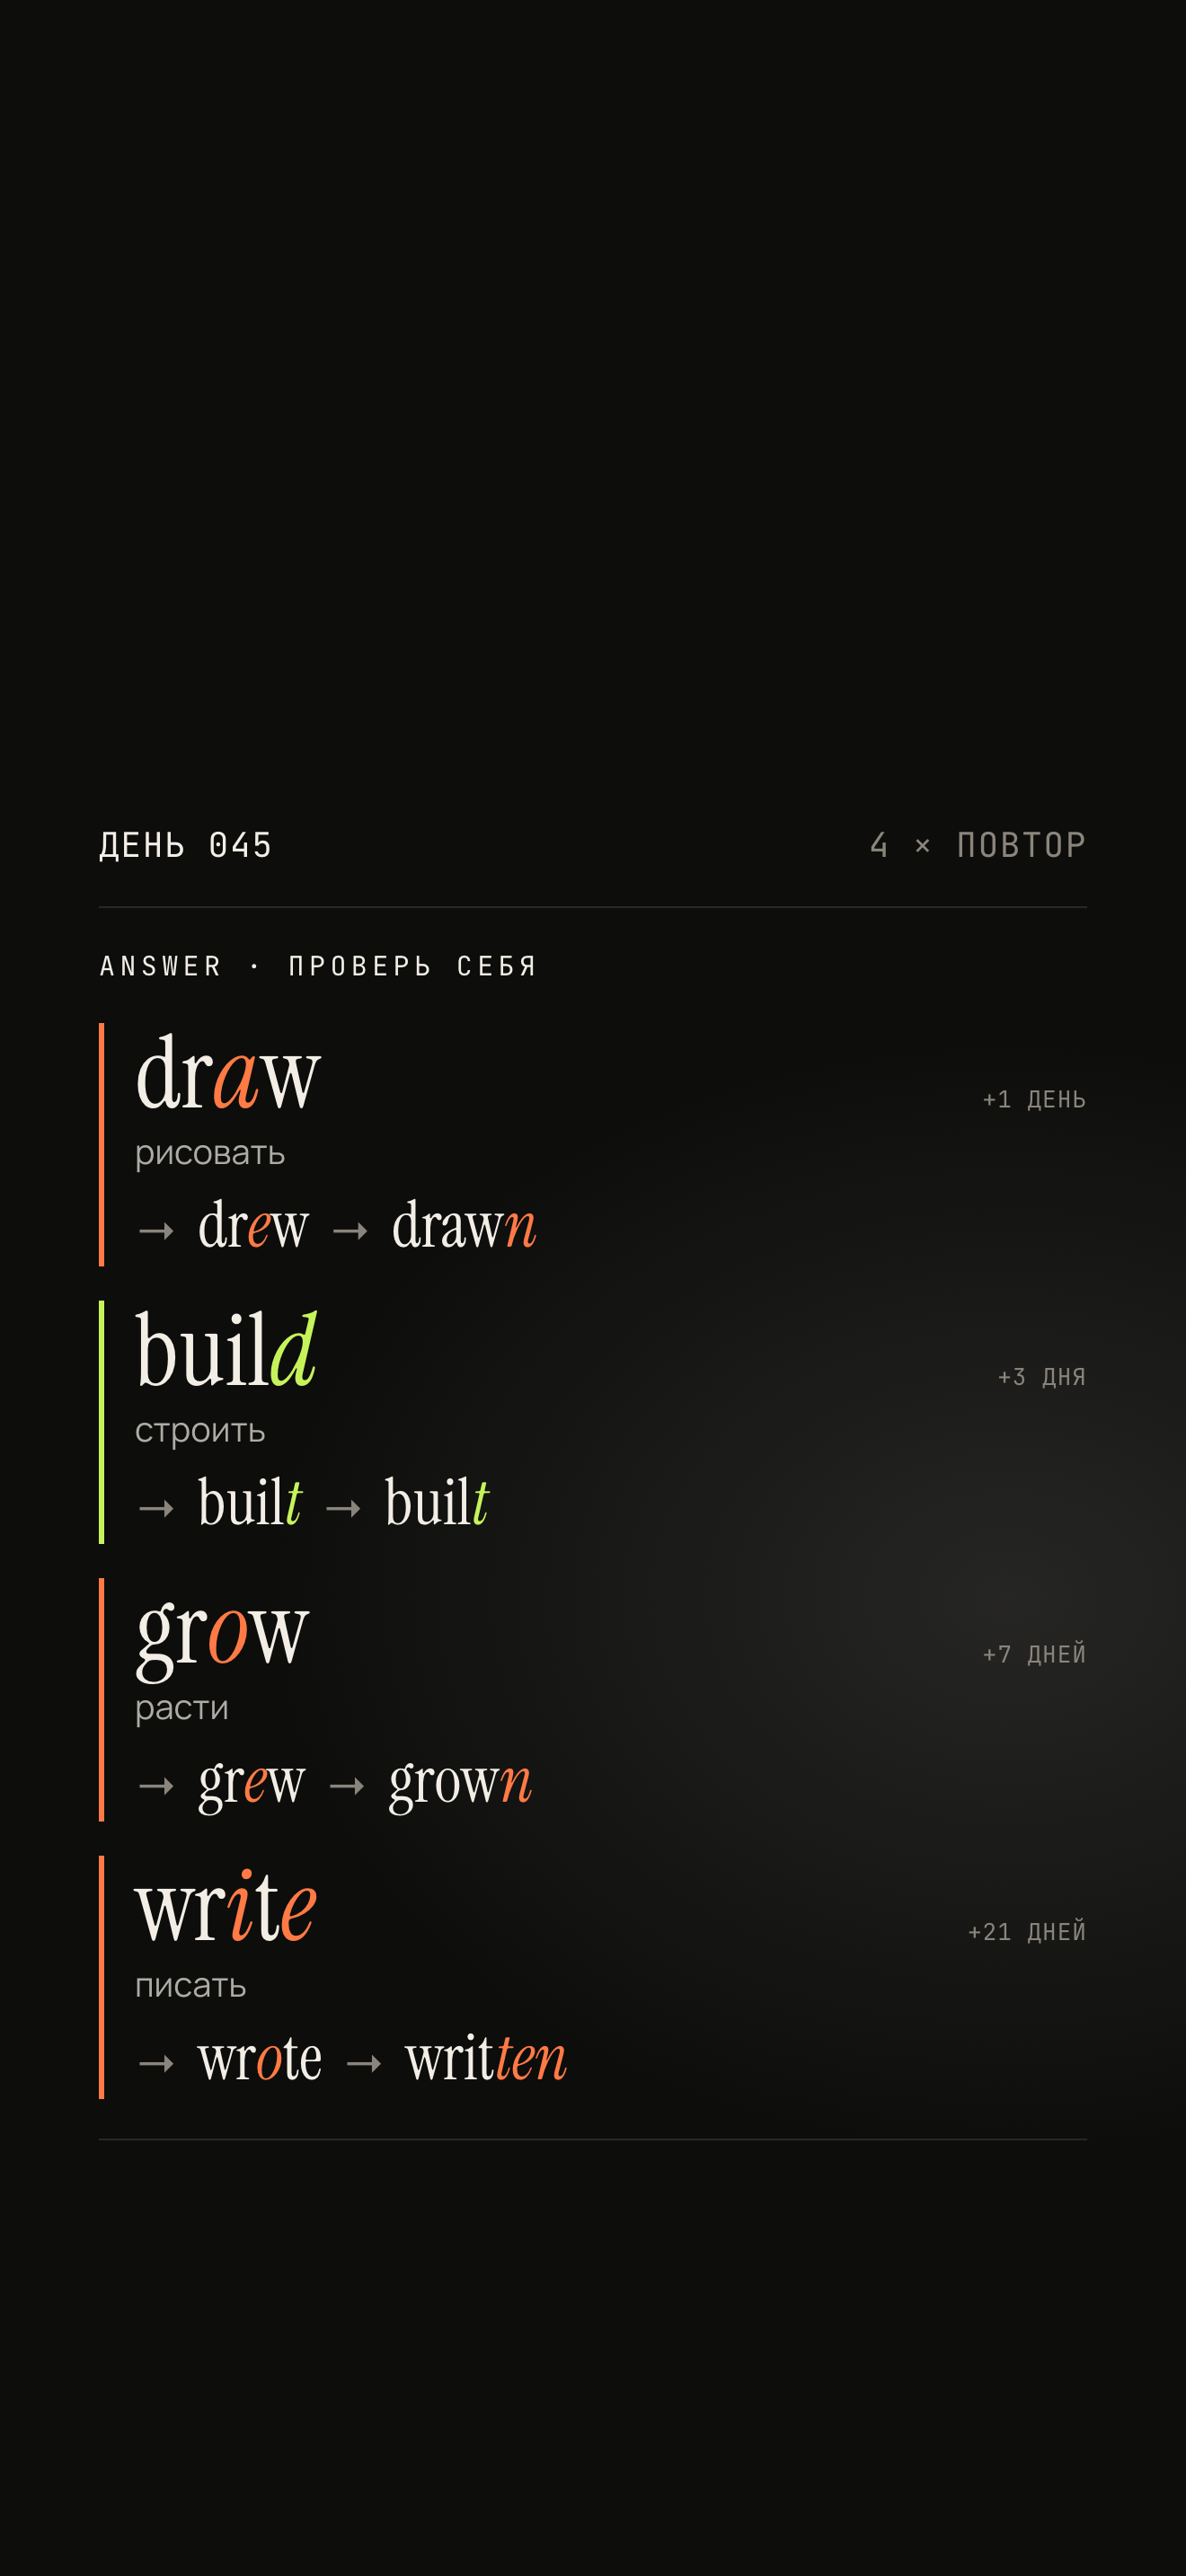 ДЕНЬ 045 4 × ПОВТОР
ANSWER · ПРОВЕРЬ СЕБЯ
draw +1 ДЕНЬ
рисовать
→ drew → drawn
build +3 ДНЯ
строить
→ built → built
grow +7 ДНЕЙ
расти
→ grew → grown
write +21 ДНЕЙ
писать
→ wrote → written